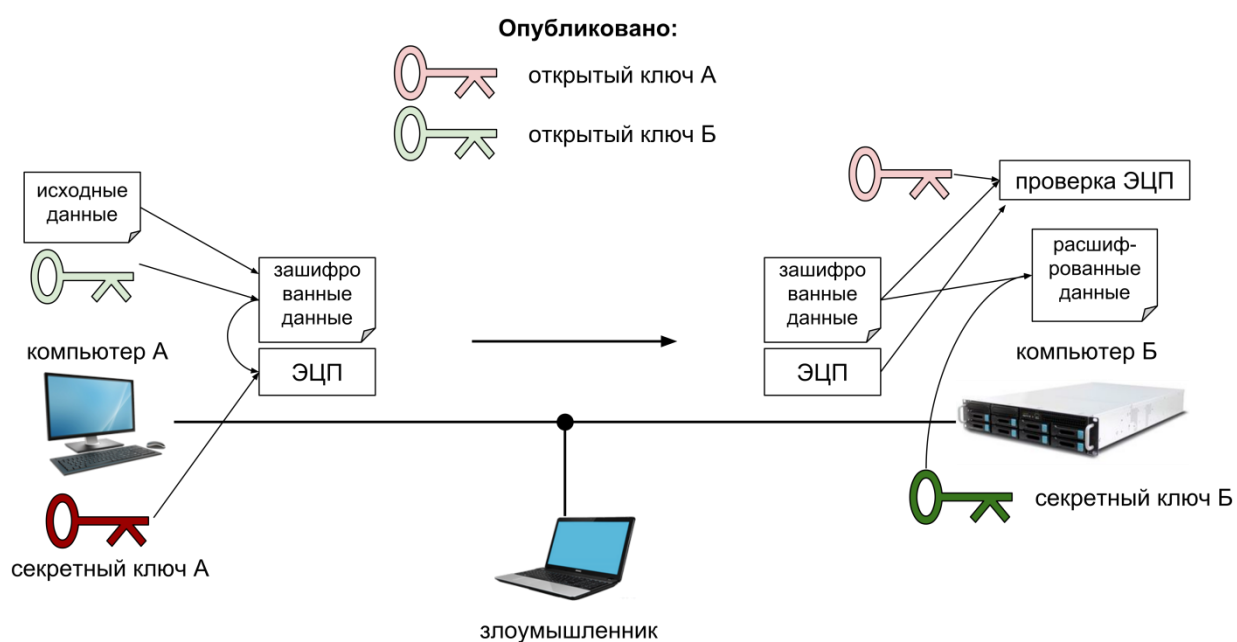 Опубликовано:
открытый ключ А
открытый ключ Б
исходные
данные
зашифро
ванные
данные
ЭЦП
компьютер А
секретный ключ А
злоумышленник
зашифро
ванные
данные
ЭЦП
проверка ЭЦП
расшиф-
рованные
данные
компьютер Б
секретный ключ Б